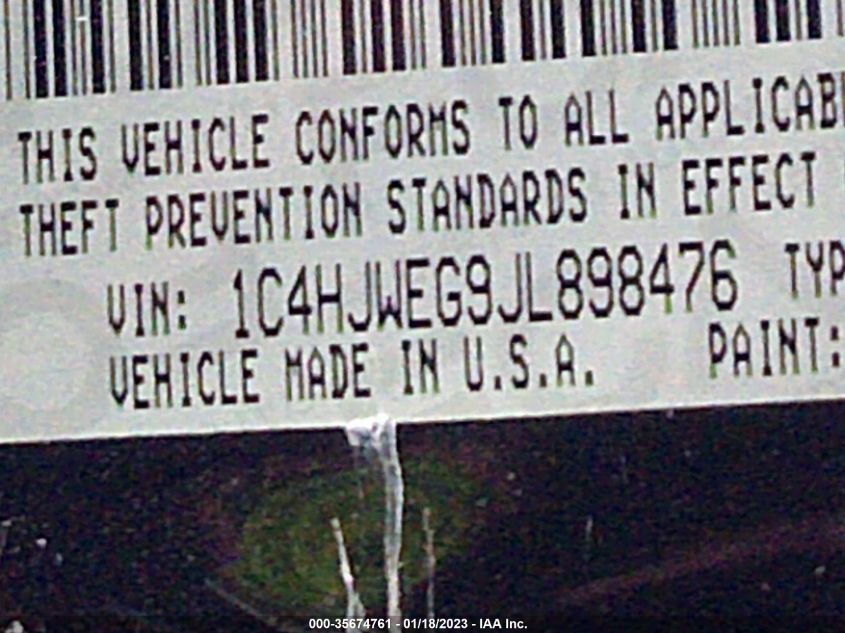 THIS VEHICLE CONFORMS TO ALL APPLICABL
THEFT PREVENTION STANDARDS IN EFFECT
VIN: 1C4HJWEG9JL898476 TYP
VEHICLE MADE IN U.S.A. PAINT:
000-35674761 - 01/18/2023 - IAA Inc.